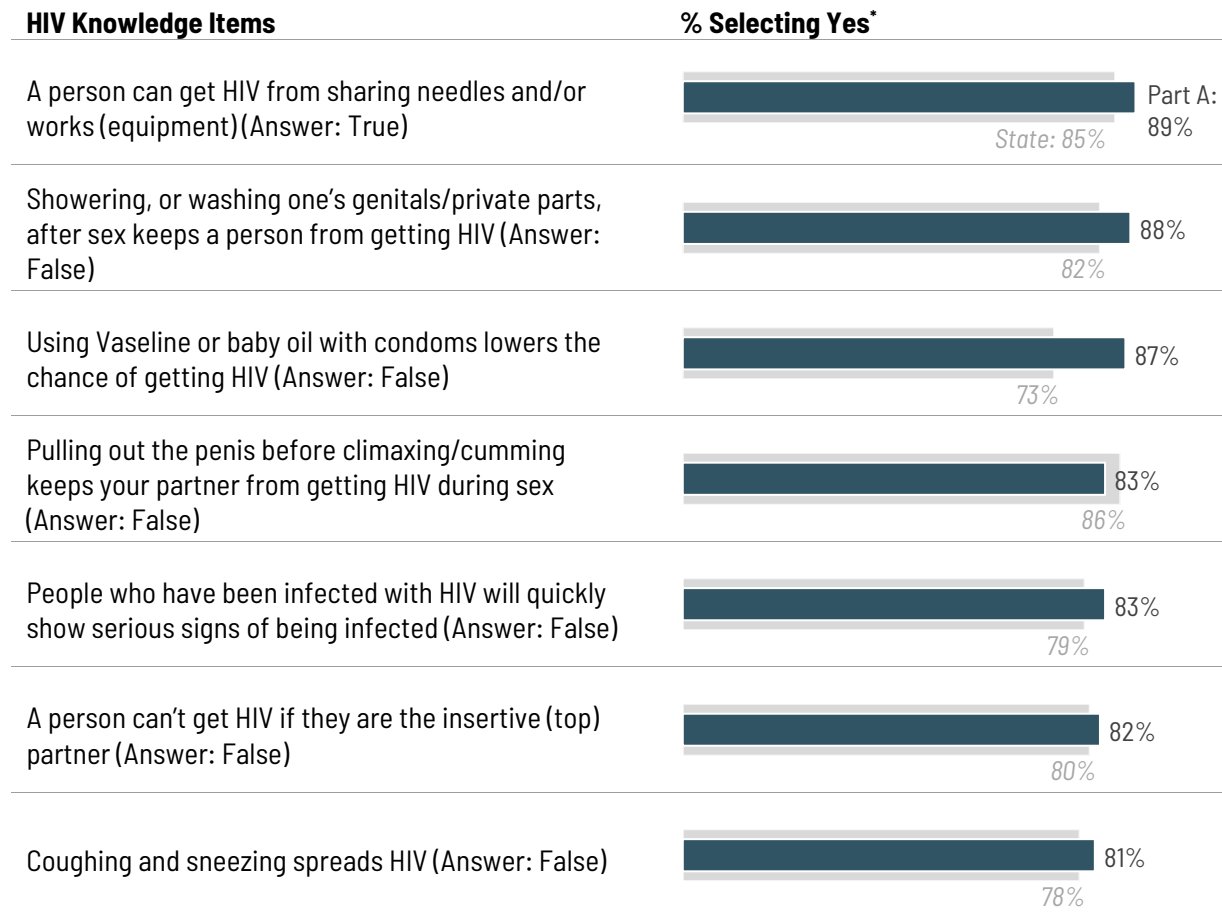 HIV Knowledge Items
% Selecting Yes*
A person can get HIV from sharing needles and/or
works (equipment) (Answer: True)
Part A:
89%
State: 85%
Showering, or washing one's genitals/private parts,
after sex keeps a person from getting HIV (Answer:
False)
88%
82%
Using Vaseline or baby oil with condoms lowers the
chance of getting HIV (Answer: False)
87%
73%
Pulling out the penis before climaxing/cumming
keeps your partner from getting HIV during sex
(Answer: False)
83%
86%
People who have been infected with HIV will quickly
show serious signs of being infected (Answer: False)
83%
79%
A person can't get HIV if they are the insertive (top)
partner (Answer: False)
82%
80%
Coughing and sneezing spreads HIV (Answer: False)
81%
78%